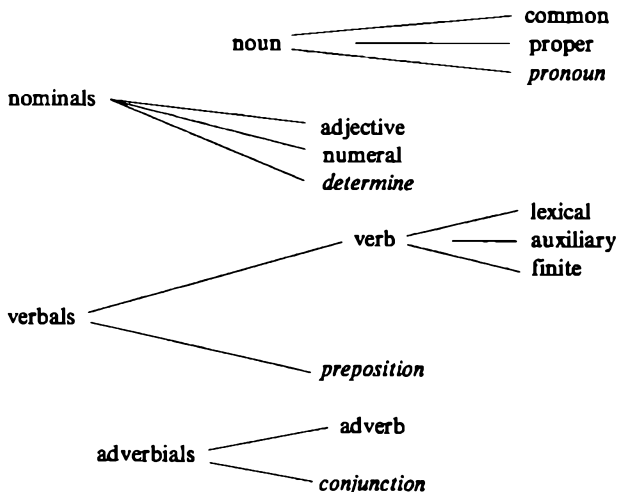 common
noun
proper
pronoun
nominals
adjective
numeral
determine
lexical
verb
auxiliary
finite
verbals
preposition
adverb
adverbials
conjunction